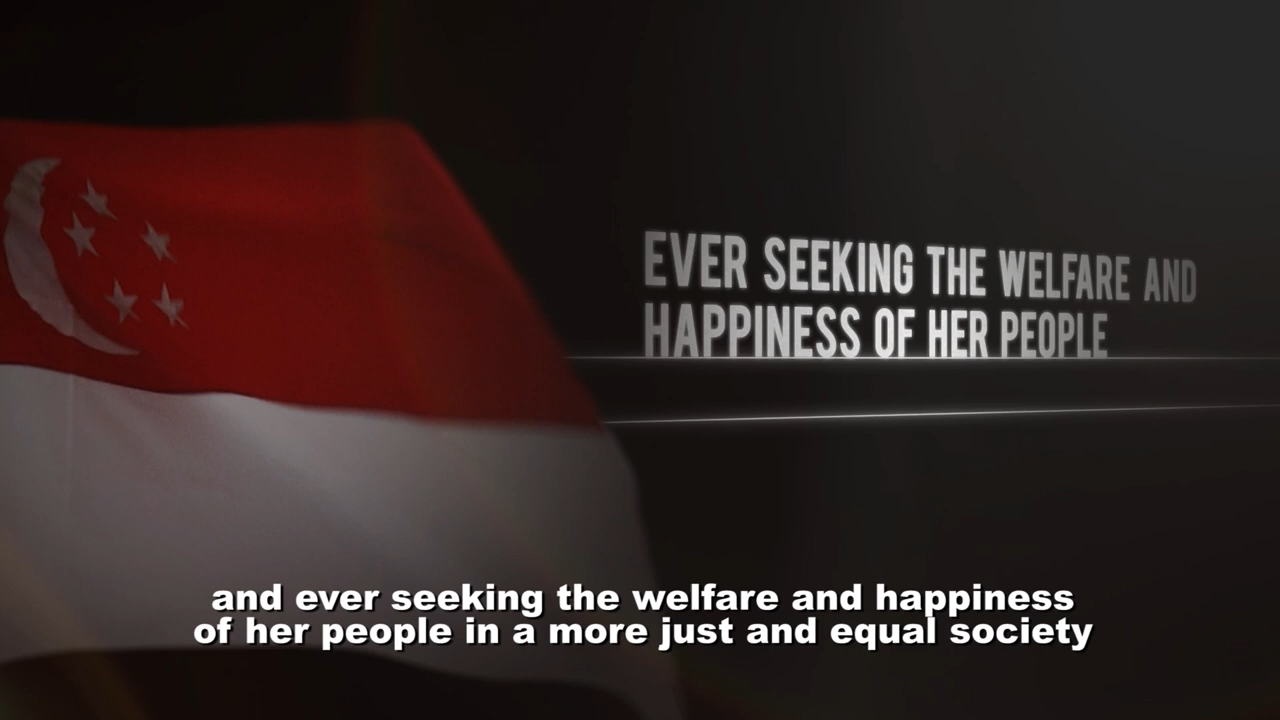 EVER SEEKING THE WELFARE AND
HAPPINESS OF HER PEOPLE
and ever seeking the welfare and happiness
of her people in a more just and equal society